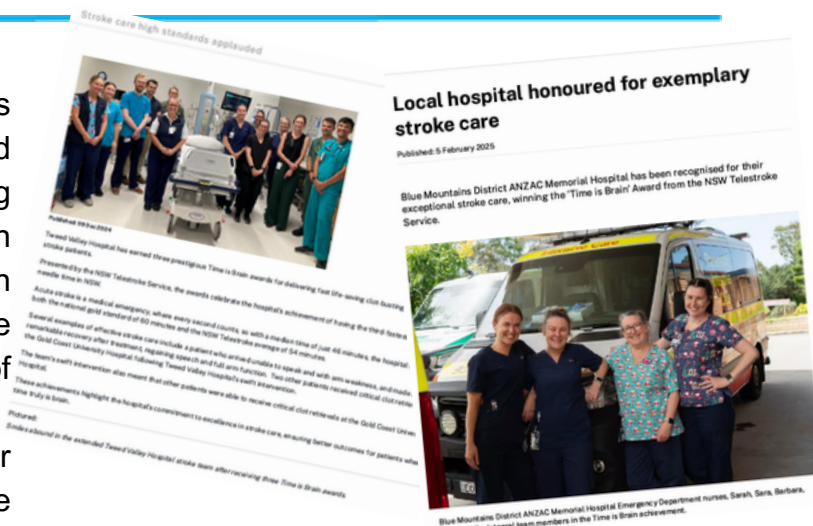 s
d
g
n
n
e
of
r
e
Stroke care high standards applauded
Published: 09 Dec 2024
Tweed Valley Hospital has earned three prestigious Time is Brain awards for delivering fast life-saving clot-busting
stroke patients.
Presented by the NSW Telestroke Service, the awards celebrate the hospital's achievement of having the third fastest
needle time in NSW.
Acute stroke is a medical emergency, where every second counts, so with a median time of just 46 minutes, the hospital
both the national gold standard of 60 minutes and the NSW Telestroke average of 54 minutes.
Several examples of effective stroke care include a patient who arrived unable to speak and with arm weakness, and made
remarkable recovery after treatment, regaining speech and full arm function. Two other patients received critical clot
the Gold Coast University Hospital following Tweed Valley Hospital's swift intervention.
The team's swift intervention also meant that other patients were able to receive critical clot retrievals at the Gold Coast
Hospital.
These achievements highlight the hospital's commitment to excellence in stroke care, ensuring better outcomes for patients
time truly is brain.
Pictured:
Smiles abound in the extended Tweed Valley Hospital stroke team after receiving three Time is Brain awards
Local hospital honoured for exemplary
stroke care
Published: 5 February 2025
Blue Mountains District ANZAC Memorial Hospital has been recognised for their
exceptional stroke care, winning the 'Time is Brain' Award from the NSW Telestroke
Service.
Intensive Care
Blue Mountains District ANZAC Memorial Hospital Emergency Department nurses, Sarah, Sara, Barbara,
team members in the Time is Brain achievement.